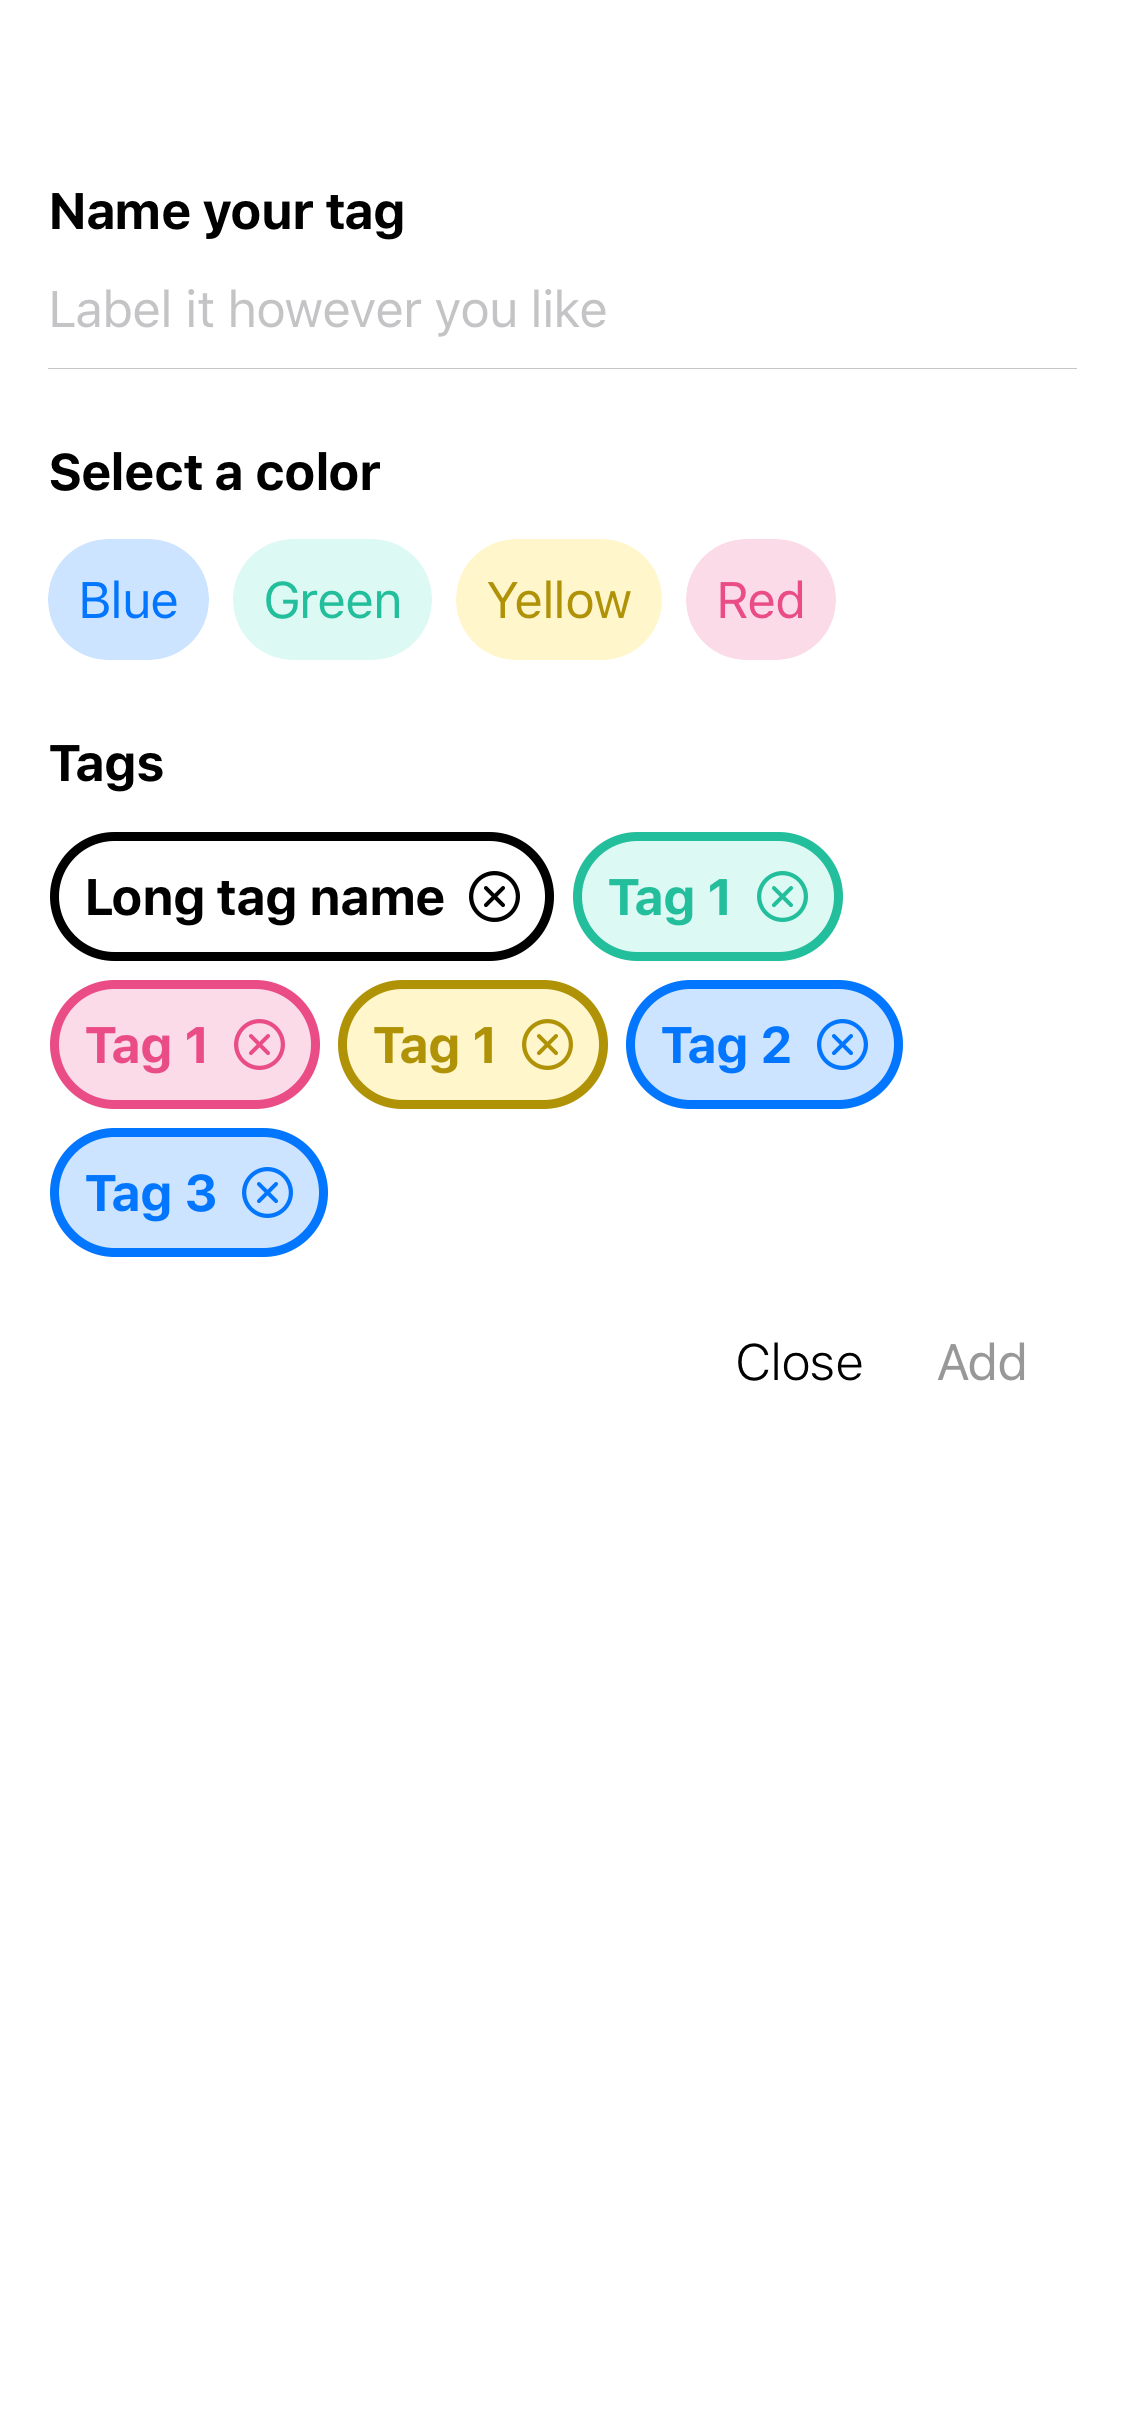 Name your tag
Label it however you like
Select a color
Blue Green Yellow Red
Tags
Long tag name Tag 1
Tag 1 Tag 1 Tag 2
Tag 3
Close Add